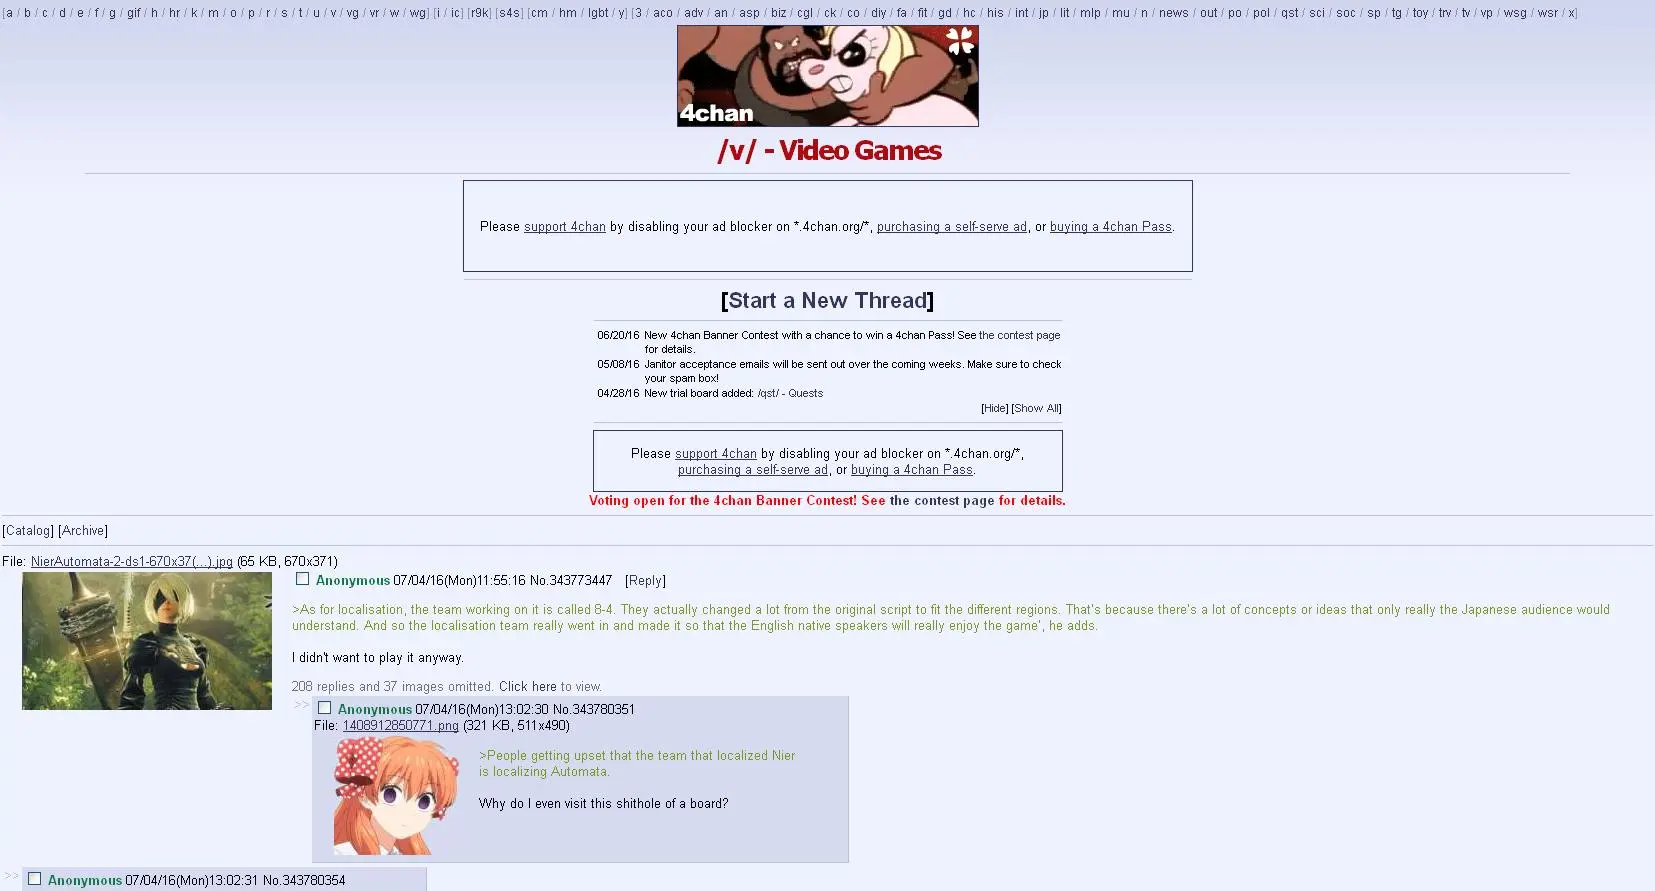 [a / b / c / d / e / f / g / gif / h / hr / k / m / o / p / r / s / t / u / v / vg / vr / w / wg] [i / ic] [r9k] [s4s] [cm / hm / lgbt / y] [3 / aco / adv / an / asp / biz / cgl / ck / co / diy / fa / fit / gd / hc / his / int / jp / lit / mlp / mu / n / news / out / po / pol / qst / sci / soc / sp / tg / toy / trv / tv / vp / wsg / wsr / x]
4chan
/v/ - Video Games
Please support 4chan by disabling your ad blocker on *.4chan.org/*, purchasing a self-serve ad, or buying a 4chan Pass.
[Start a New Thread]
06/20/16 New 4chan Banner Contest with a chance to win a 4chan Pass! See the contest page
for details.
05/08/16 Janitor acceptance emails will be sent out over the coming weeks. Make sure to check
your spam box!
04/28/16 New trial board added: /qst/ - Quests
[Hide] [Show All]
Please support 4chan by disabling your ad blocker on *.4chan.org/*,
purchasing a self-serve ad, or buying a 4chan Pass.
Voting open for the 4chan Banner Contest! See the contest page for details.
[Catalog] [Archive]
File: NierAutomata-2-ds1-670x37(...).jpg (65 KB, 670x371)
Anonymous 07/04/16(Mon)11:55:16 No.343773447 [Reply]
>As for localisation, the team working on it is called 8-4. They actually changed a lot from the original script to fit the different regions. That's because there's a lot of concepts or ideas that only really the Japanese audience would
understand. And so the localisation team really went in and made it so that the English native speakers will really enjoy the game', he adds.
I didn't want to play it anyway.
208 replies and 37 images omitted. Click here to view.
>> Anonymous 07/04/16(Mon)13:02:30 No.343780351
File: 1408912850771.png (321 KB, 511x490)
>People getting upset that the team that localized Nier
is localizing Automata.
Why do I even visit this shithole of a board?
>> Anonymous 07/04/16(Mon)13:02:31 No.343780354